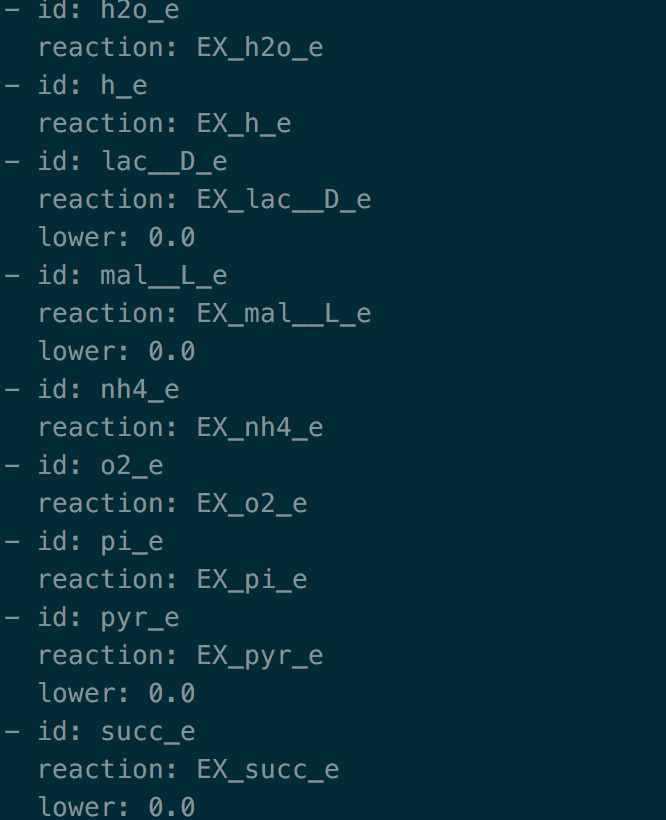 - id: h2o_e
  reaction: EX_h2o_e
- id: h_e
  reaction: EX_h_e
- id: lac__D_e
  reaction: EX_lac__D_e
  lower: 0.0
- id: mal__L_e
  reaction: EX_mal__L_e
  lower: 0.0
- id: nh4_e
  reaction: EX_nh4_e
- id: o2_e
  reaction: EX_o2_e
- id: pi_e
  reaction: EX_pi_e
- id: pyr_e
  reaction: EX_pyr_e
  lower: 0.0
- id: succ_e
  reaction: EX_succ_e
  lower: 0.0